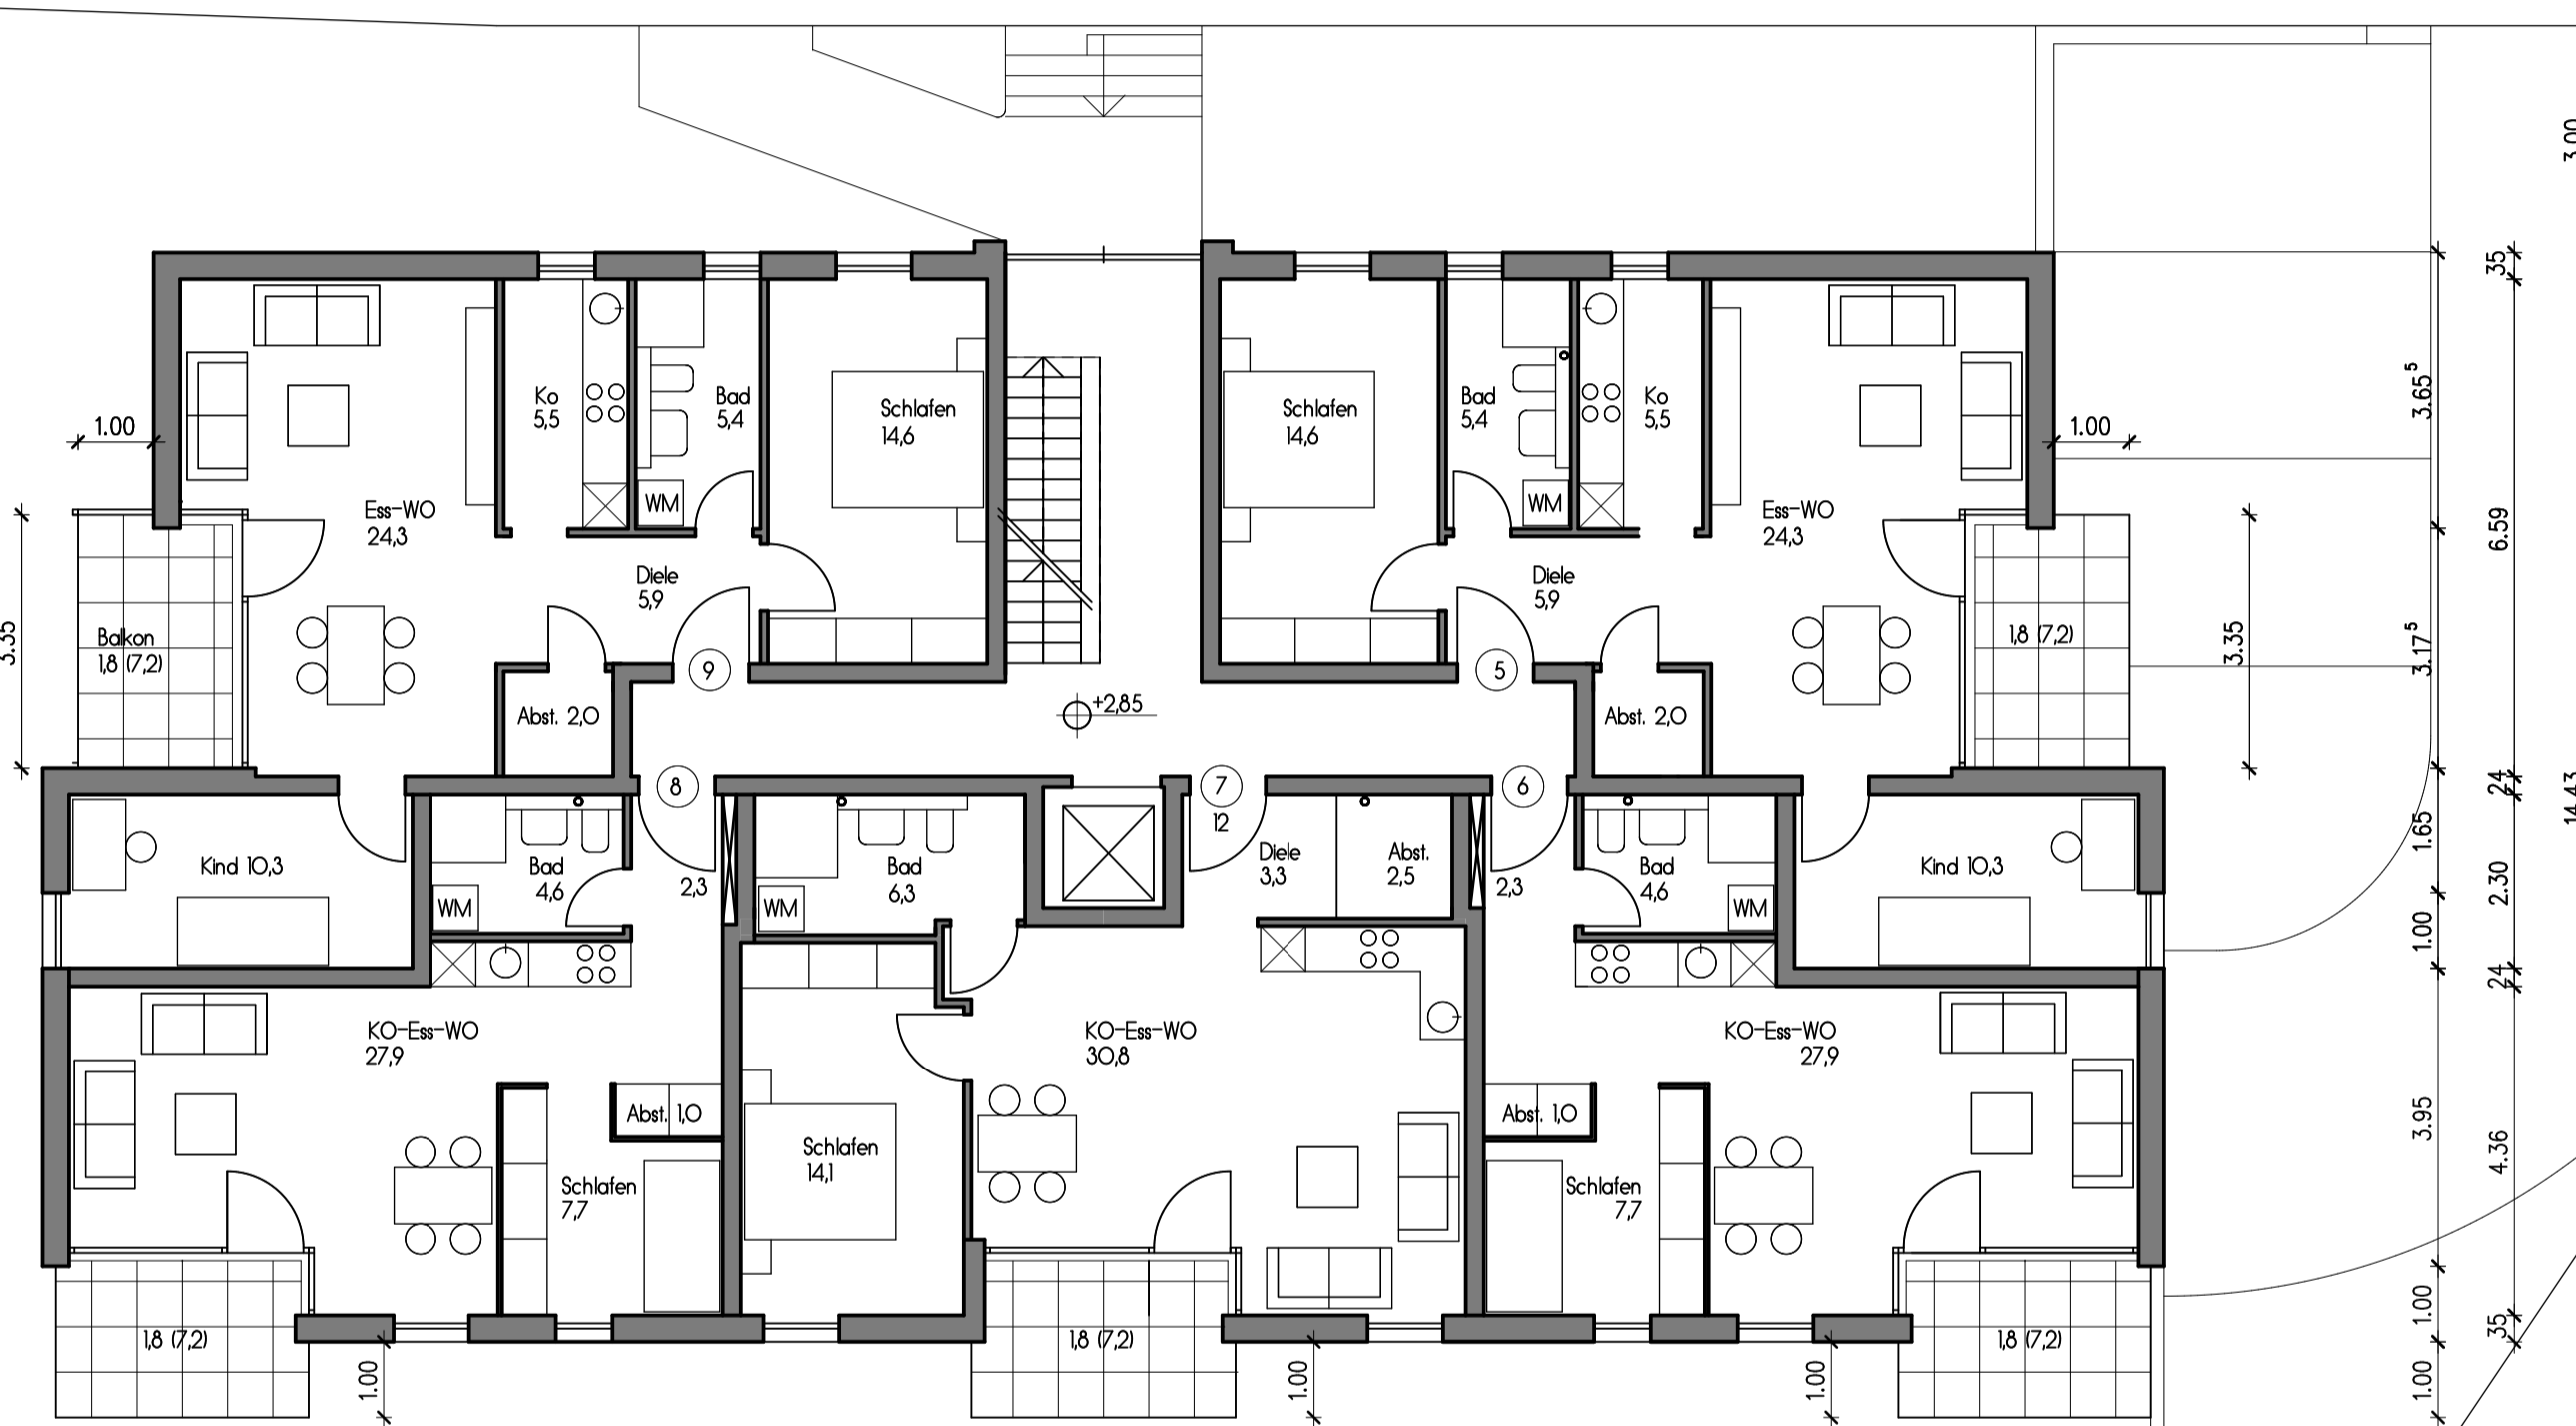 3.00
35
3.65⁵
1.00
Ko
5,5
Bad
5,4
Schlafen
14,6
Schlafen
14,6
Bad
5,4
Ko
5,5
1.00
WM
WM
Ess-WO
24,3
Ess-WO
24,3
6.59
Diele
5,9
Diele
5,9
3.35
Balkon
1,8 (7,2)
1,8 (7,2)
3.35
3.17⁵
9
5
Abst. 2,0
+2,85
Abst. 2,0
8
7
12
6
24
14.43
1.65
Kind 10,3
Bad
4,6
2,3
Bad
6,3
Diele
3,3
Abst.
2,5
2,3
Bad
4,6
Kind 10,3
2.30
WM
WM
WM
1.00
24
KO-Ess-WO
27,9
KO-Ess-WO
30,8
KO-Ess-WO
27,9
Abst. 1,0
Abst. 1,0
3.95
4.36
Schlafen
14,1
Schlafen
7,7
Schlafen
7,7
1.00
35
1,8 (7,2)
1,8 (7,2)
1,8 (7,2)
1.00
1.00
1.00
1.00